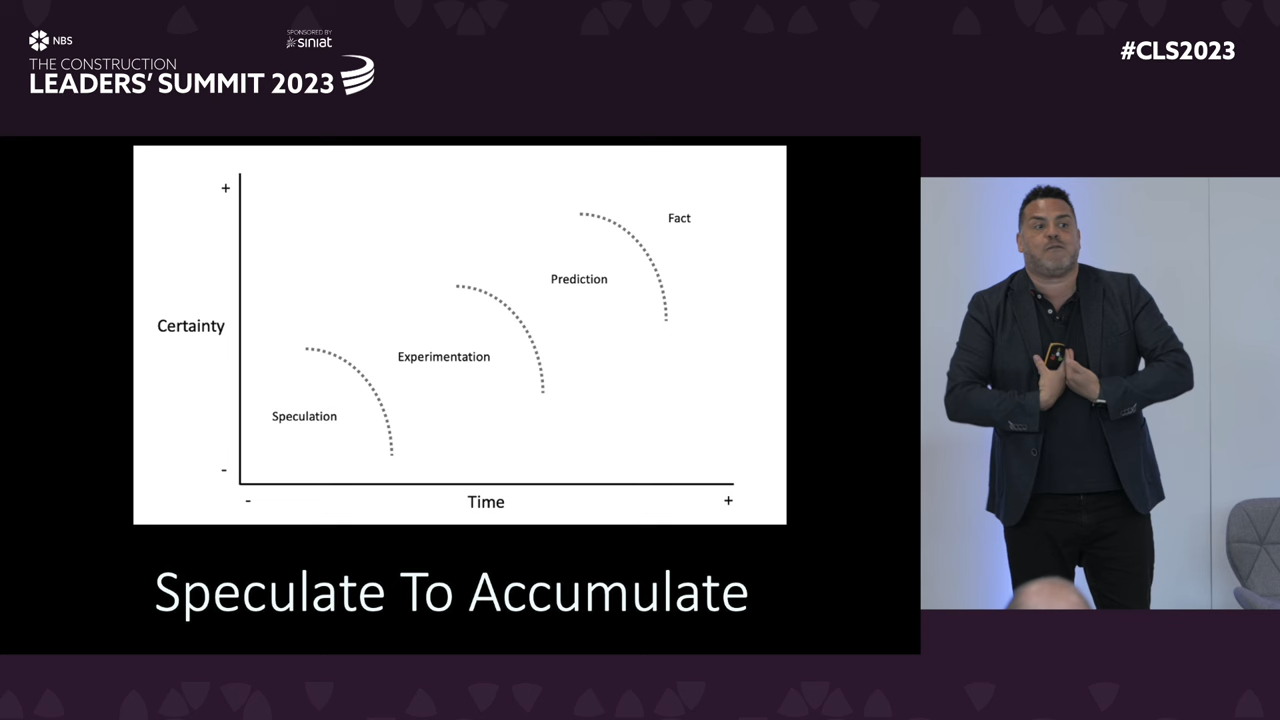 NBS
SPONSORED BY
siniat
THE CONSTRUCTION
LEADERS' SUMMIT 2023
#CLS2023
+
Fact
Prediction
Certainty
Experimentation
Speculation
-
- Time +
Speculate To Accumulate